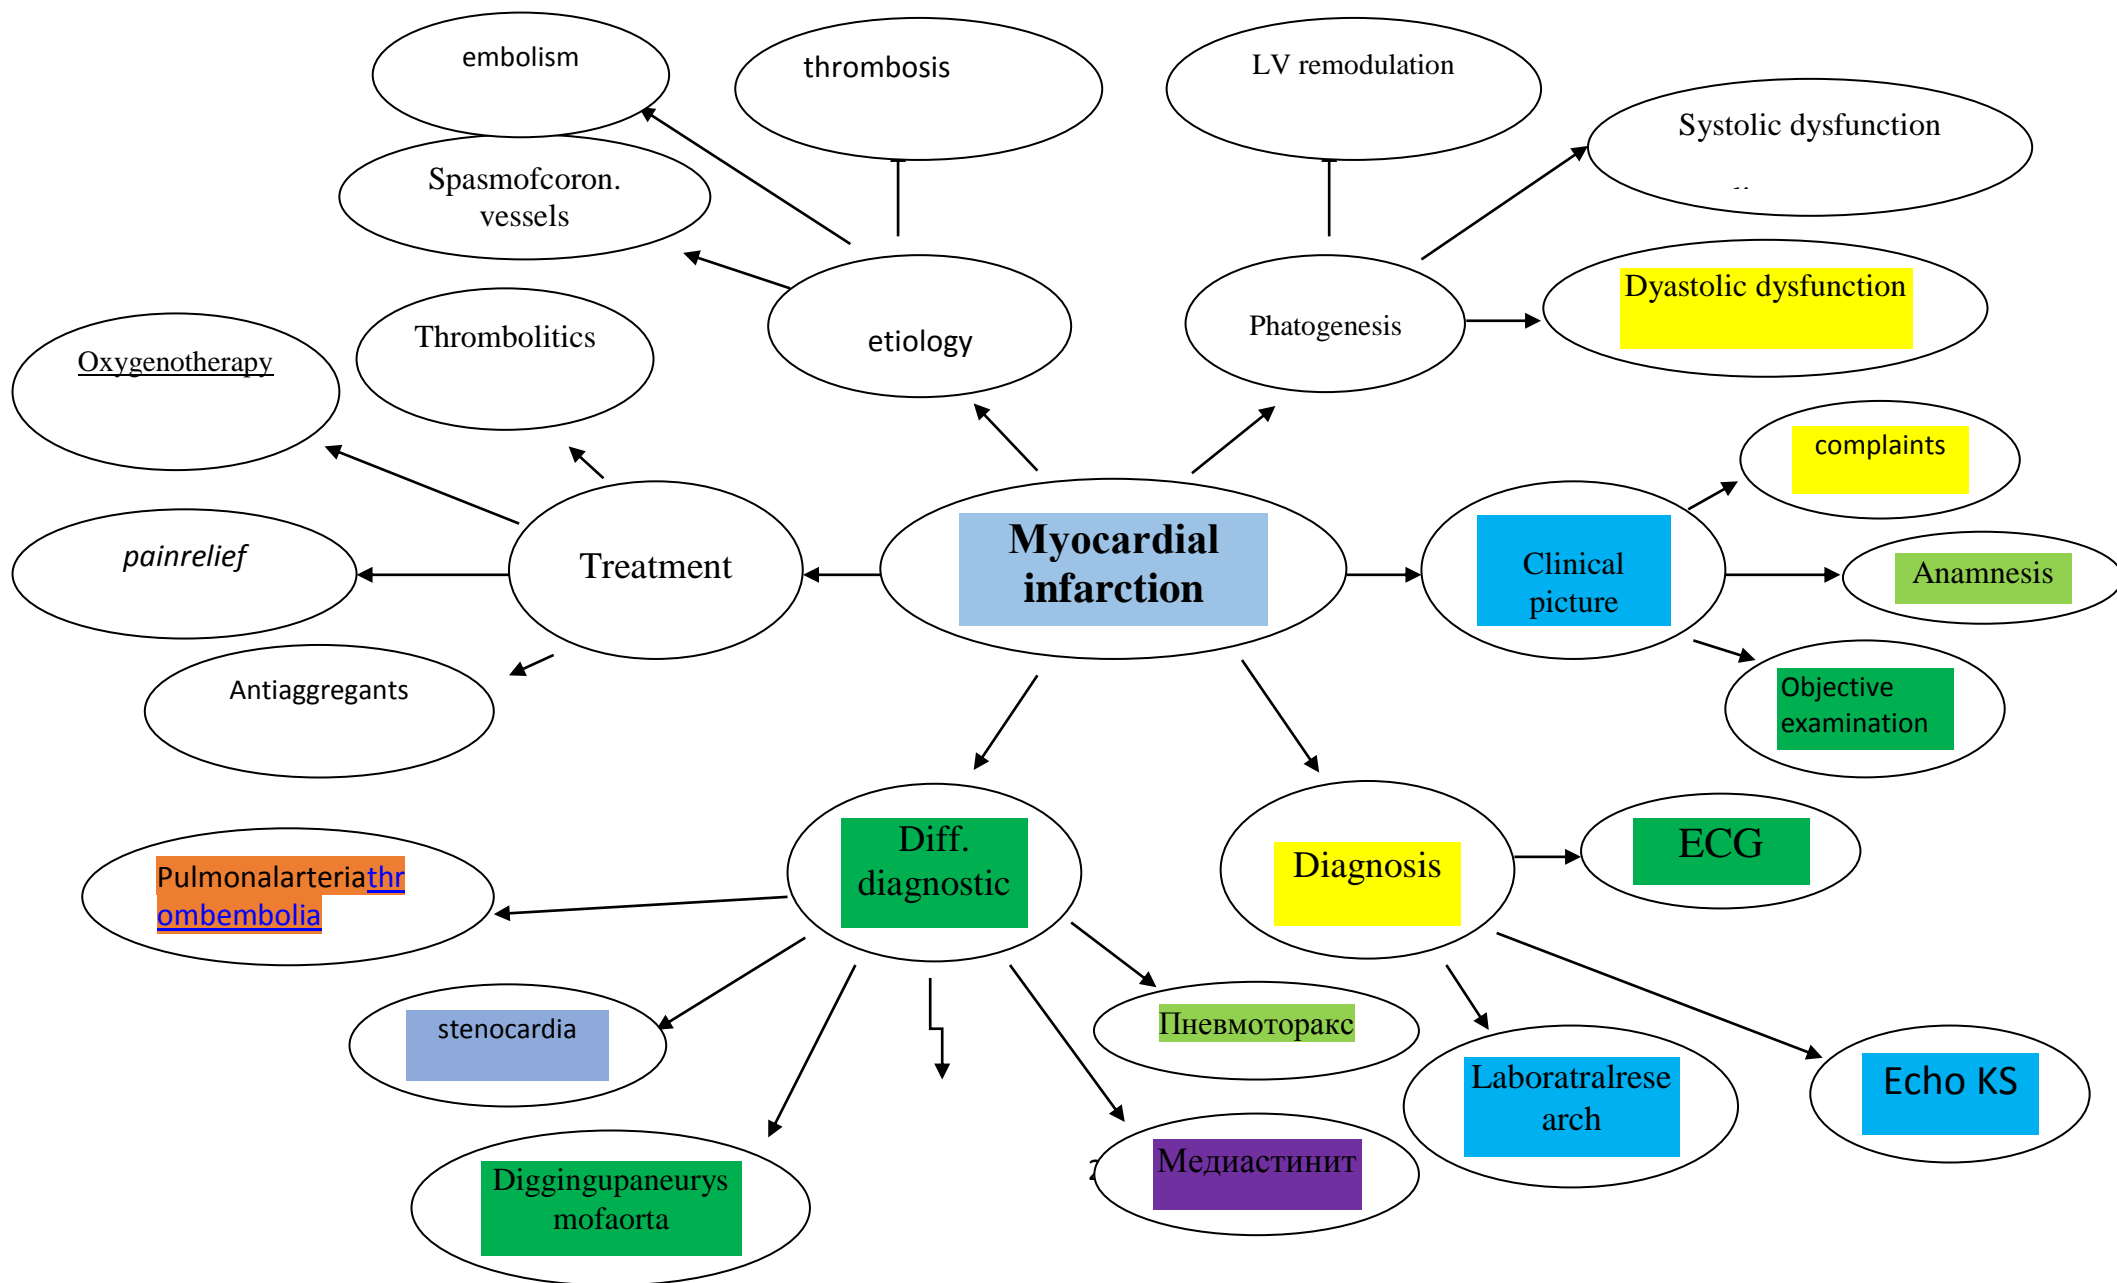 embolism
thrombosis
LV remodulation
Systolic dysfunction
Spasmofcoron.
vessels
Dyastolic dysfunction
Thrombolitics
etiology
Phatogenesis
Oxygenotherapy
complaints
painrelief
Treatment
Myocardial
infarction
Clinical
picture
Anamnesis
Antiaggregants
Objective
examination
Diff.
diagnostic
Diagnosis
ECG
Pulmonalarteriathr
ombembolia
stenocardia
Пневмоторакс
Laboratralrese
arch
Echo KS
Diggingupaneurys
mofaorta
Медиастинит